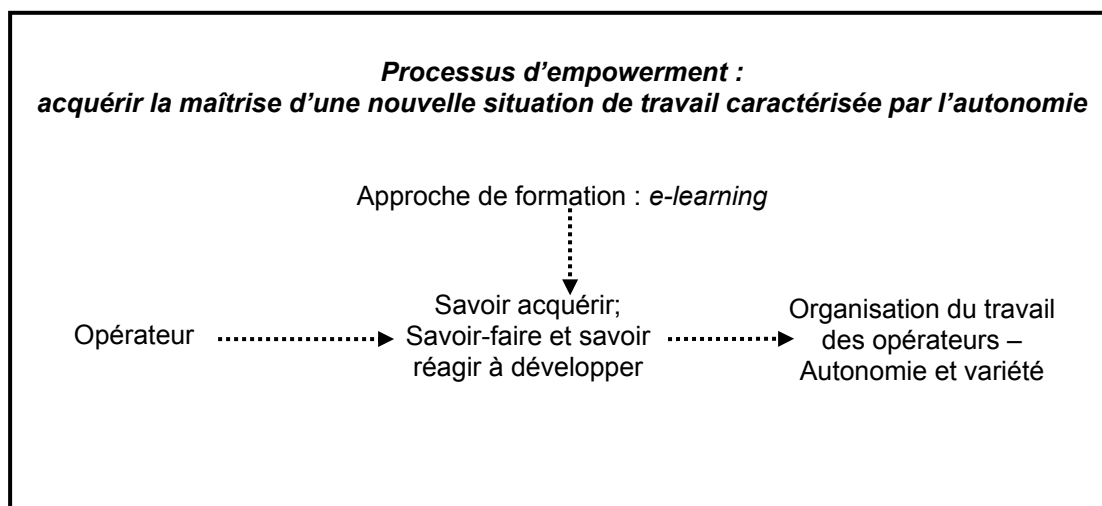 Processus d’empowerment :
acquérir la maîtrise d’une nouvelle situation de travail caractérisée par l’autonomie
Approche de formation : e-learning
Opérateur
Savoir acquérir;
Savoir-faire et savoir
réagir à développer
Organisation du travail
des opérateurs –
Autonomie et variété